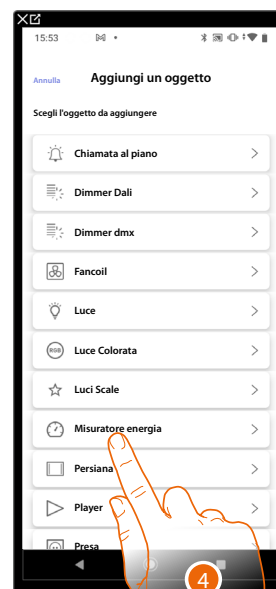 15:53
Annulla Aggiungi un oggetto
Scegli l'oggetto da aggiungere
Chiamata al piano
Dimmer Dali
Dimmer dmx
Fancoil
Luce
RGB Luce Colorata
Luci Scale
Misuratore energia
Persiana
Player
Presa
4